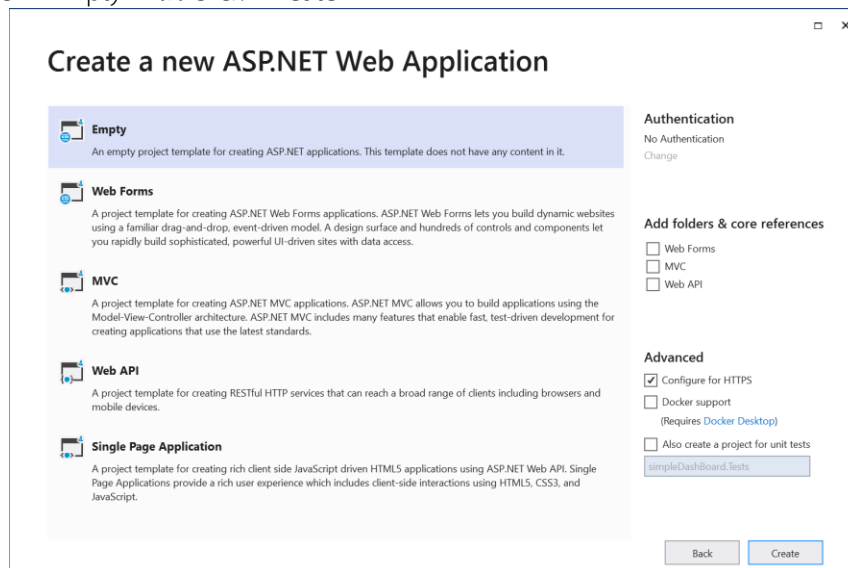 Create a new ASP.NET Web Application
Empty
An empty project template for creating ASP.NET applications. This template does not have any content in it.
Web Forms
A project template for creating ASP.NET Web Forms applications. ASP.NET Web Forms lets you build dynamic websites
using a familiar drag-and-drop, event-driven model. A design surface and hundreds of controls and components let
you rapidly build sophisticated, powerful UI-driven sites with data access.
MVC
A project template for creating ASP.NET MVC applications. ASP.NET MVC allows you to build applications using the
Model-View-Controller architecture. ASP.NET MVC includes many features that enable fast, test-driven development for
creating applications that use the latest standards.
Web API
A project template for creating RESTful HTTP services that can reach a broad range of clients including browsers and
mobile devices.
Single Page Application
A project template for creating rich client side JavaScript driven HTML5 applications using ASP.NET Web API. Single
Page Applications provide a rich user experience which includes client-side interactions using HTML5, CSS3, and
JavaScript.
Authentication
No Authentication
Change
Add folders & core references
Web Forms
MVC
Web API
Advanced
Configure for HTTPS
Docker support
(Requires Docker Desktop)
Also create a project for unit tests
simpleDashBoard.Tests
Back
Create